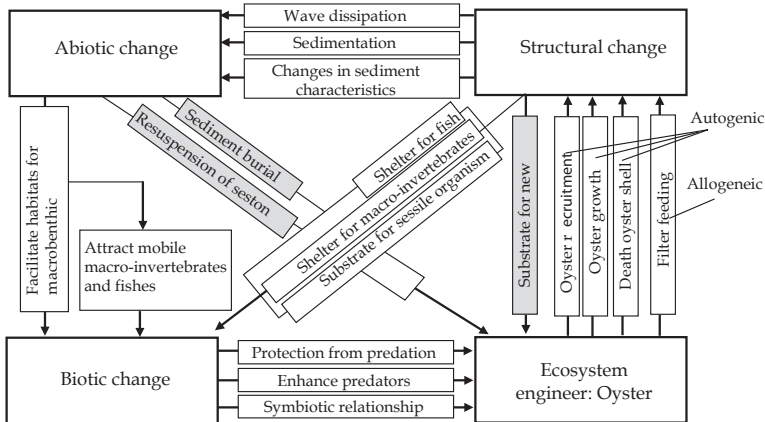 Wave dissipation
Abiotic change
Sedimentation
Structural change
Changes in sediment
characteristics
Sediment burial
Resuspension of seston
Shelter for fish
Shelter for macro-invertebrates
Substrate for sessile organism
Substrate for new
Oyster r ecruitment
Oyster growth
Death oyster shell
Filter feeding
Autogenic
Allogeneic
Facilitate habitats for
macrobenthic
Attract mobile
macro-invertebrates
and fishes
Biotic change
Protection from predation
Enhance predators
Symbiotic relationship
Ecosystem
engineer: Oyster